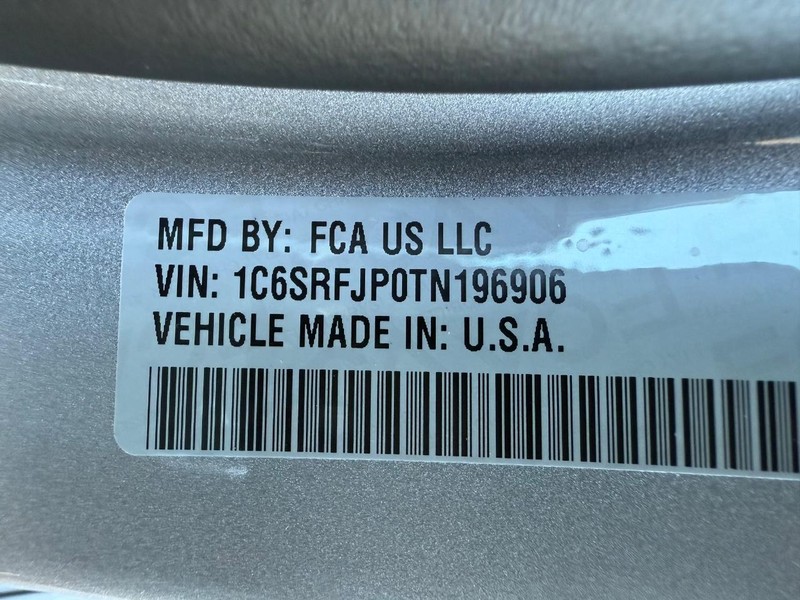 MFD BY: FCA US LLC
VIN: 1C6SRFJP0TN196906
VEHICLE MADE IN: U.S.A.